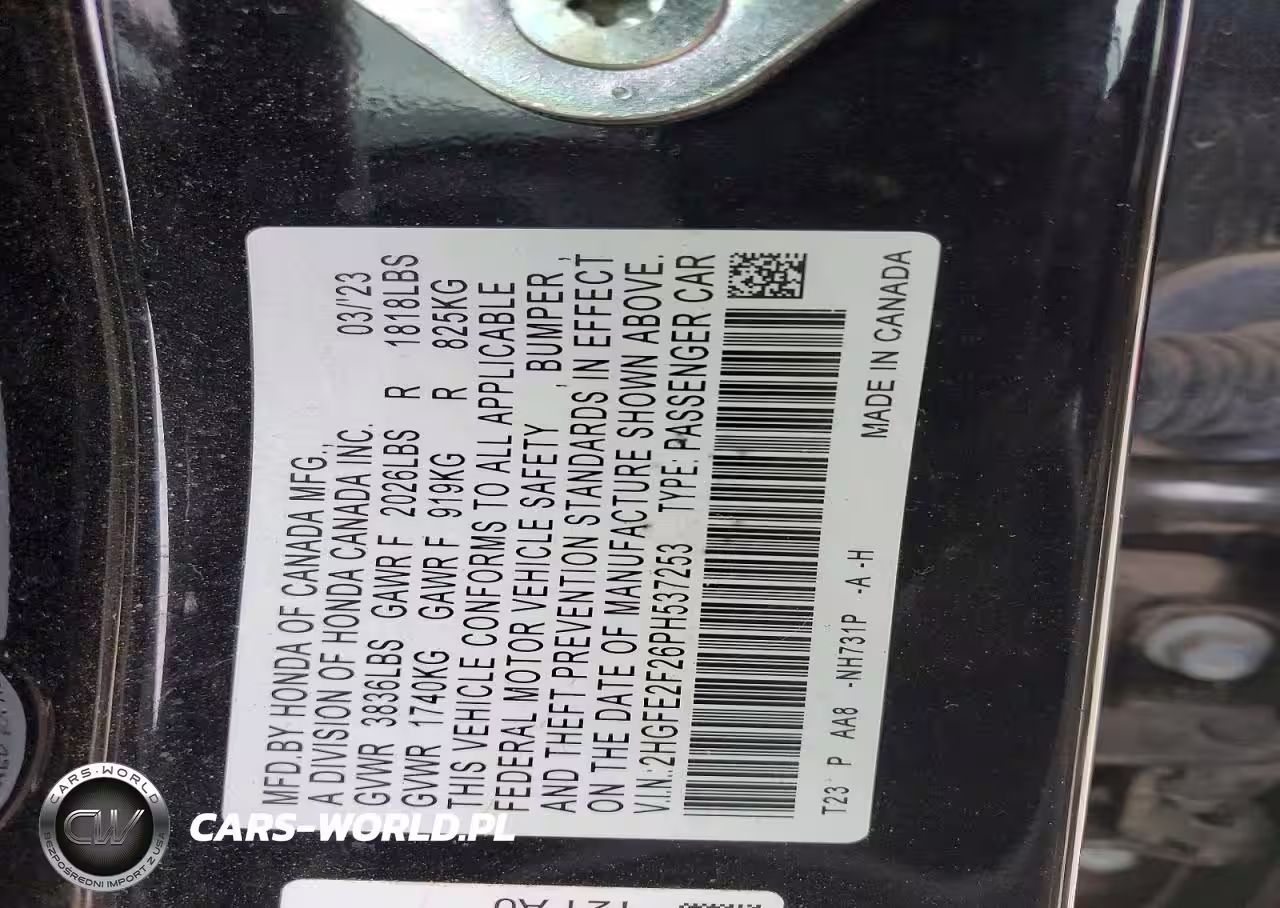 MFD.BY HONDA OF CANADA MFG., 03/'23
A DIVISION OF HONDA CANADA INC.
GVWR 3836LBS GAWR F 2026LBS R 1818LBS
GVWR 1740KG GAWR F 919KG R 825KG
THIS VEHICLE CONFORMS TO ALL APPLICABLE
FEDERAL MOTOR VEHICLE SAFETY , BUMPER ,
AND THEFT PREVENTION STANDARDS IN EFFECT
ON THE DATE OF MANUFACTURE SHOWN ABOVE.
V.I.N.:2HGFE2F26PH537253 TYPE: PASSENGER CAR
T23 P AA8 -NH731P -A -H MADE IN CANADA
CARS-WORLD
CW
BEZPOŚREDNI IMPORT Z USA
CARS-WORLD.PL